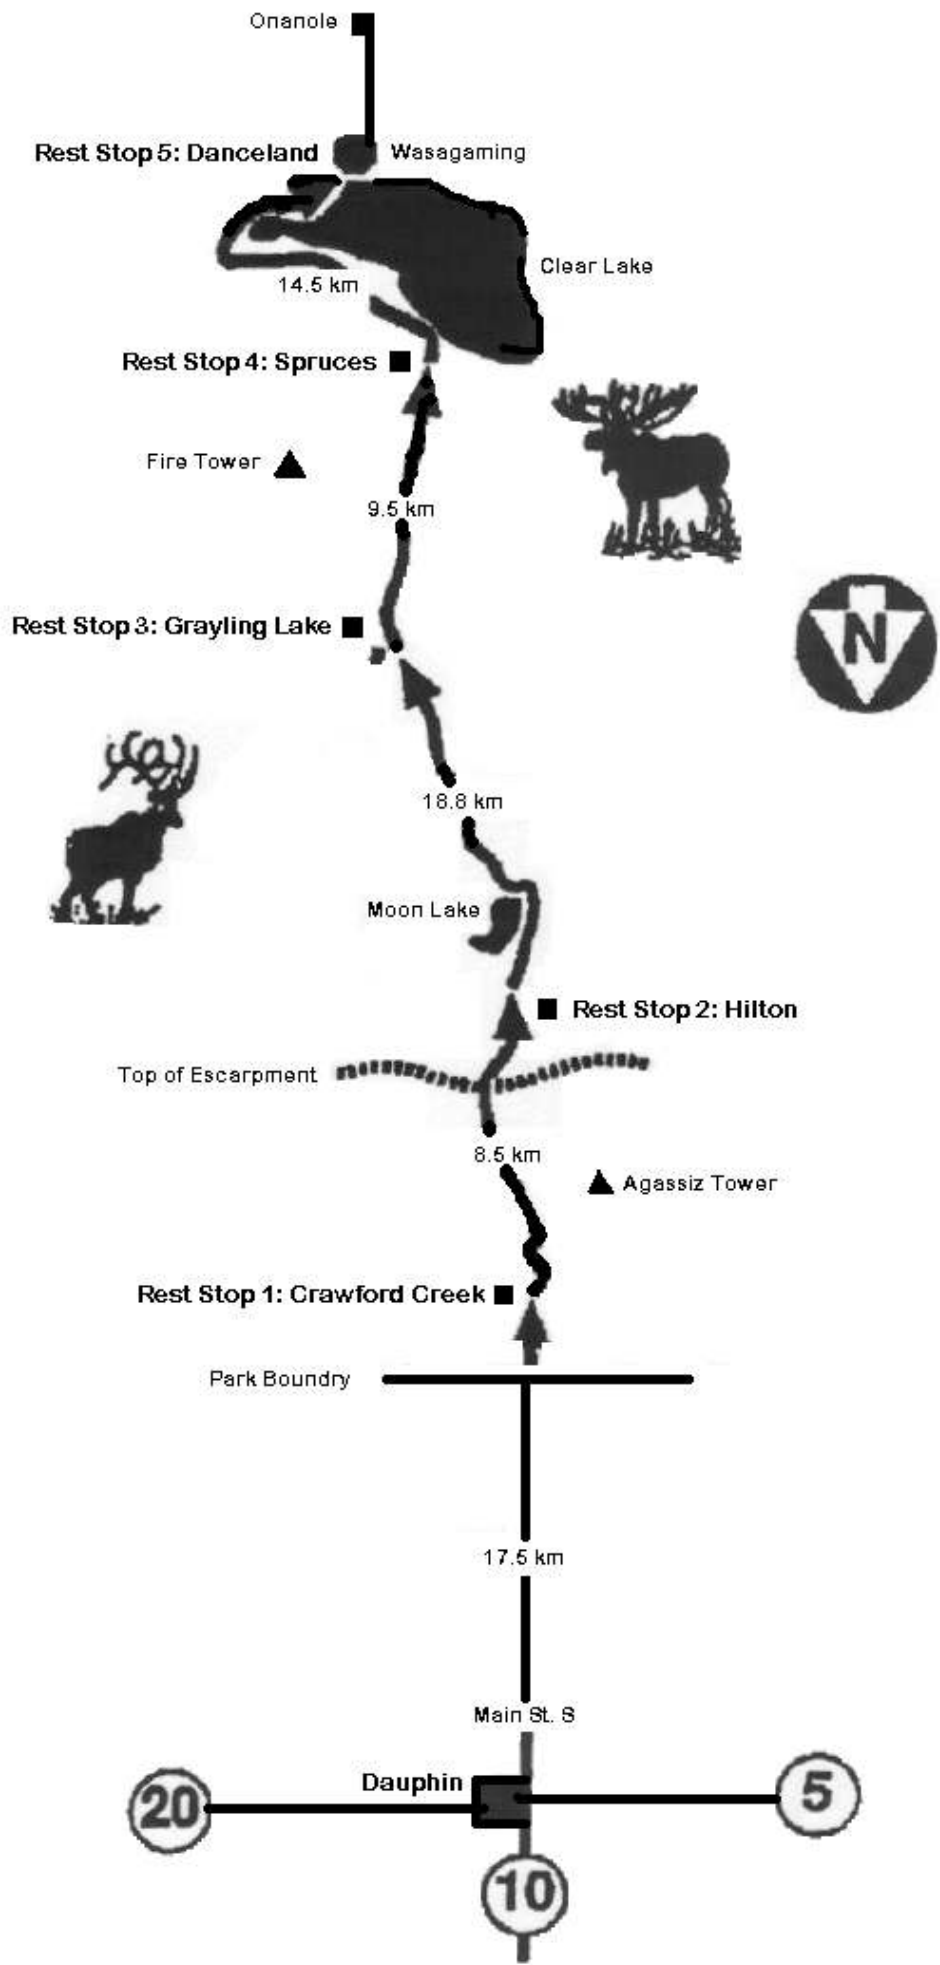 Onanole
Rest Stop 5: Danceland
Wasagaming
Clear Lake
14.5 km
Rest Stop 4: Spruces
Fire Tower
9.5 km
Rest Stop 3: Grayling Lake
N
18.8 km
Moon Lake
Rest Stop 2: Hilton
Top of Escarpment
8.5 km
Agassiz Tower
Rest Stop 1: Crawford Creek
Park Boundry
17.5 km
Main St. S
Dauphin
20
5
10